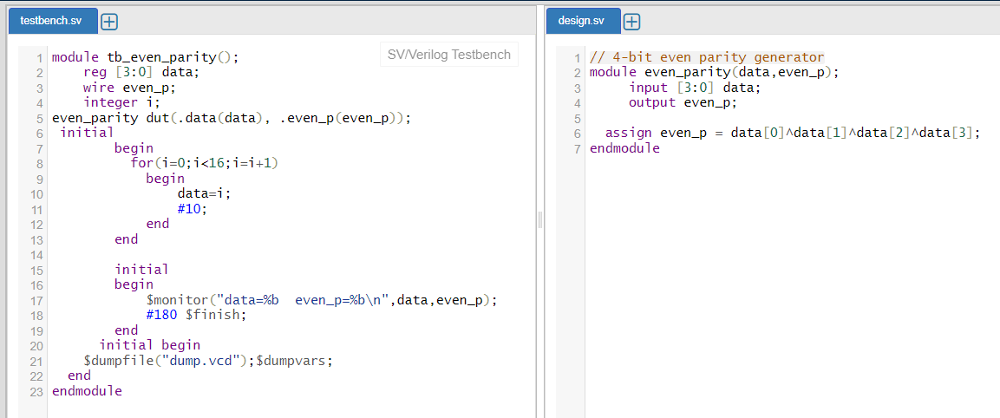 testbench.sv
SV/Verilog Testbench
1 module tb_even_parity();
2 reg [3:0] data;
3 wire even_p;
4 integer i;
5 even_parity dut(.data(data), .even_p(even_p));
6 initial
7 begin
8 for(i=0;i<16;i=i+1)
9 begin
10 data=i;
11 #10;
12 end
13 end
14
15 initial
16 begin
17 $monitor("data=%b  even_p=%b\n",data,even_p);
18 #180 $finish;
19 end
20 initial begin
21 $dumpfile("dump.vcd");$dumpvars;
22 end
23 endmodule
design.sv
1 // 4-bit even parity generator
2 module even_parity(data,even_p);
3 input [3:0] data;
4 output even_p;
5
6 assign even_p = data[0]^data[1]^data[2]^data[3];
7 endmodule